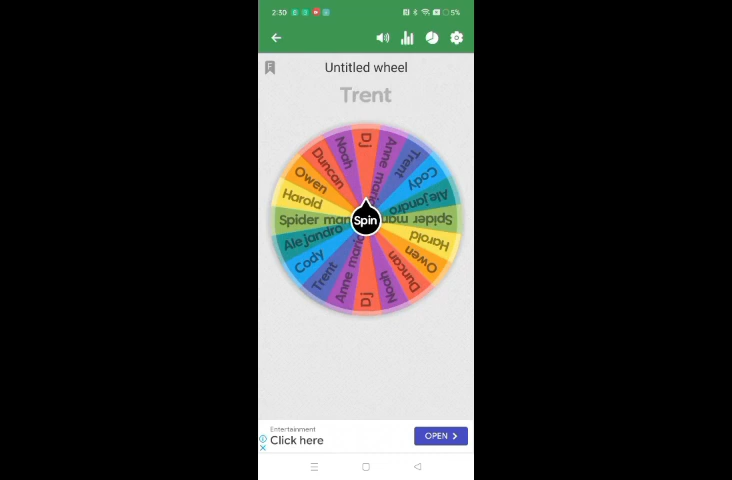 2:30
5%
F
Untitled wheel
Trent
Dj
Anne marie
Trent
Cody
Alejandro
Spider man
Harold
Owen
Duncan
Noah
Dj
Anne marie
Trent
Cody
Alejandro
Spider man
Harold
Owen
Duncan
Noah
Spin
Entertainment
Click here
OPEN